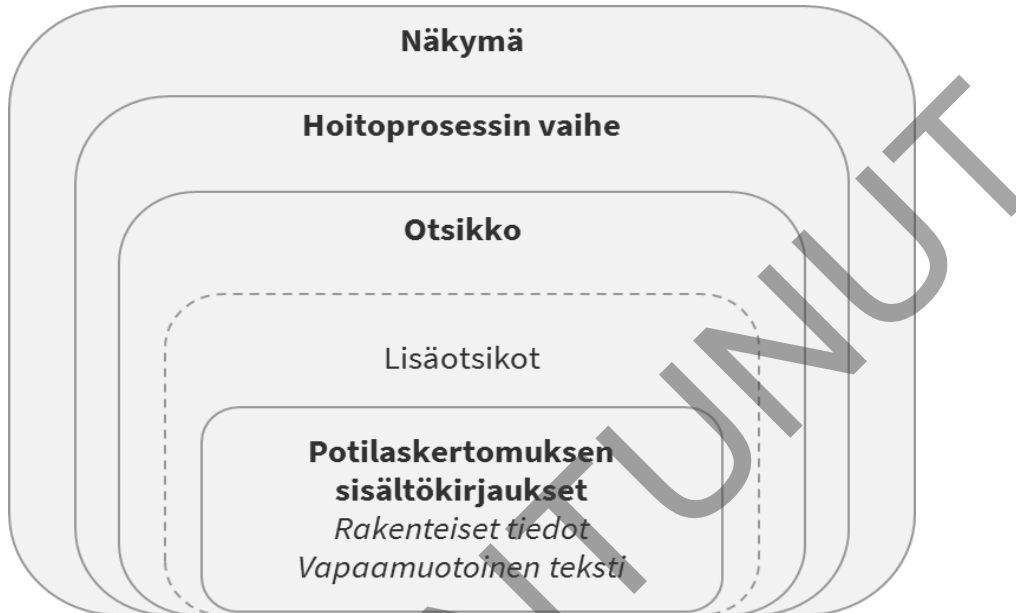 Näkymä
Hoitoprosessin vaihe
Otsikko
Lisäotsikot
Potilaskertomuksen
sisältökirjaukset
Rakenteiset tiedot
Vapaamuotoinen teksti